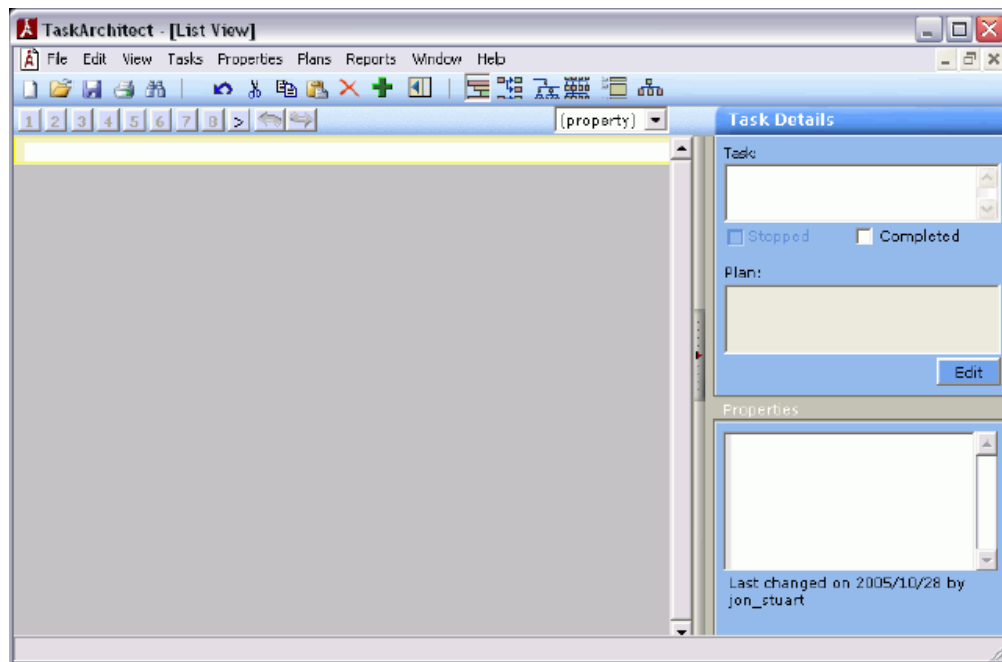 TaskArchitect - [List View]
File Edit View Tasks Properties Plans Reports Window Help
1 2 3 4 5 6 7 8 > (property)
Task Details
Task:
Stopped Completed
Plan:
Edit
Properties
Last changed on 2005/10/28 by
jon_stuart